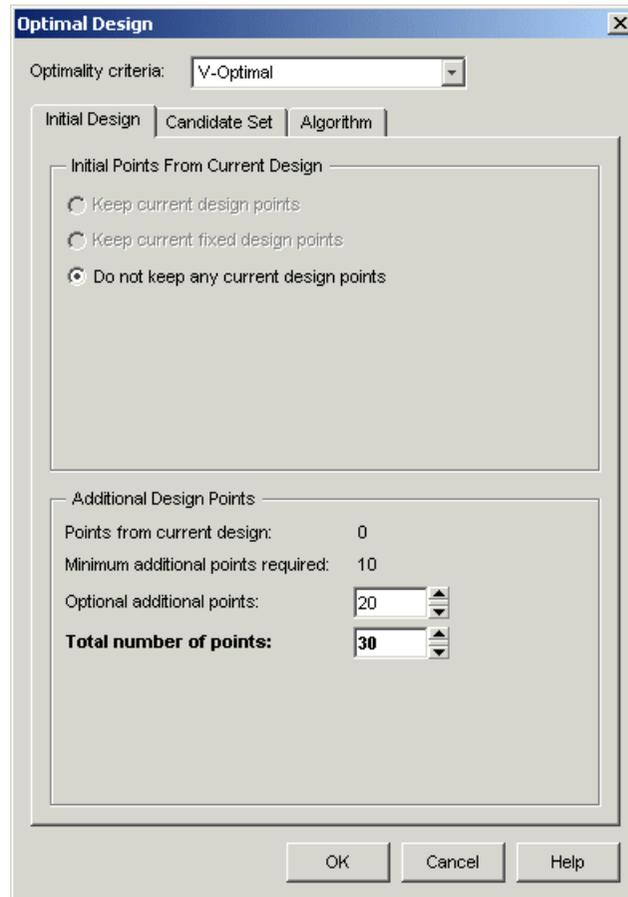 Optimal Design
Optimality criteria: V-Optimal
Initial Design Candidate Set Algorithm
Initial Points From Current Design
Keep current design points
Keep current fixed design points
Do not keep any current design points
Additional Design Points
Points from current design: 0
Minimum additional points required: 10
Optional additional points: 20
Total number of points: 30
OK Cancel Help